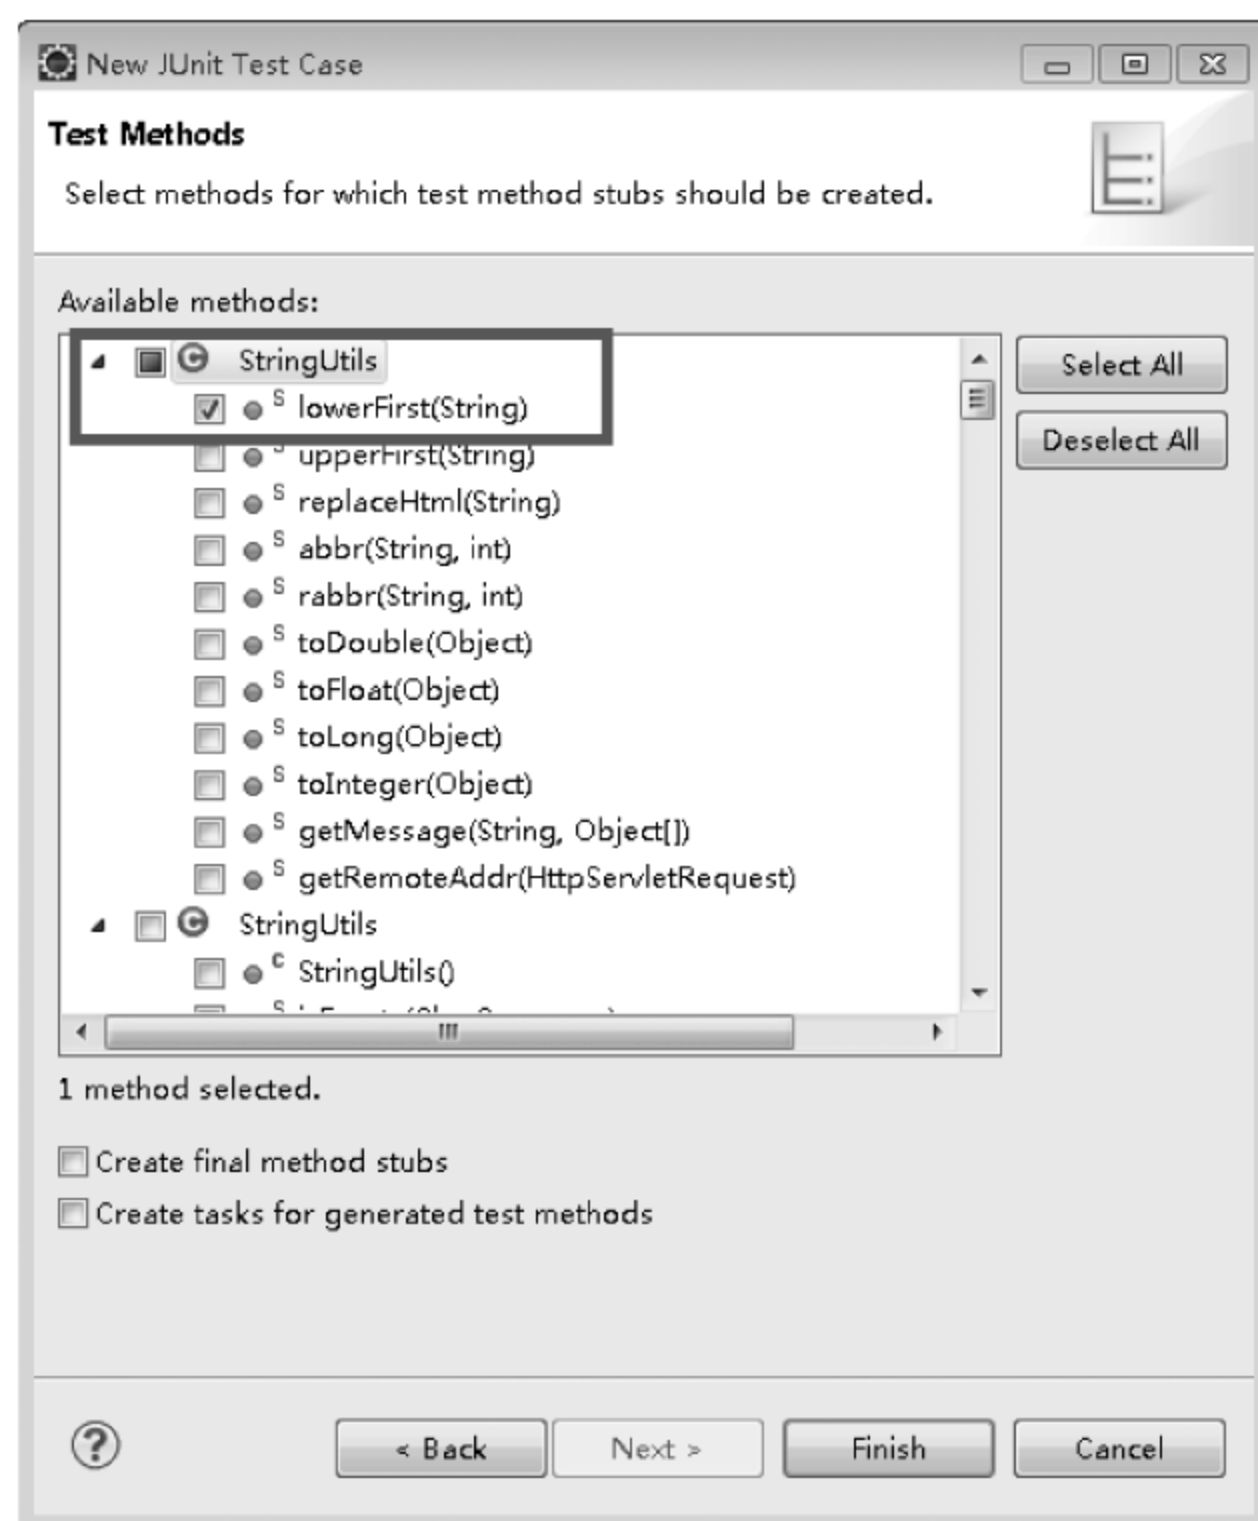 New JUnit Test Case
Test Methods
Select methods for which test method stubs should be created.
Available methods:
StringUtils
S lowerFirst(String)
S upperFirst(String)
S replaceHtml(String)
S abbr(String, int)
S rabbr(String, int)
S toDouble(Object)
S toFloat(Object)
S toLong(Object)
S toInteger(Object)
S getMessage(String, Object[])
S getRemoteAddr(HttpServletRequest)
StringUtils
C StringUtils()
Select All
Deselect All
1 method selected.
Create final method stubs
Create tasks for generated test methods
? < Back Next > Finish Cancel